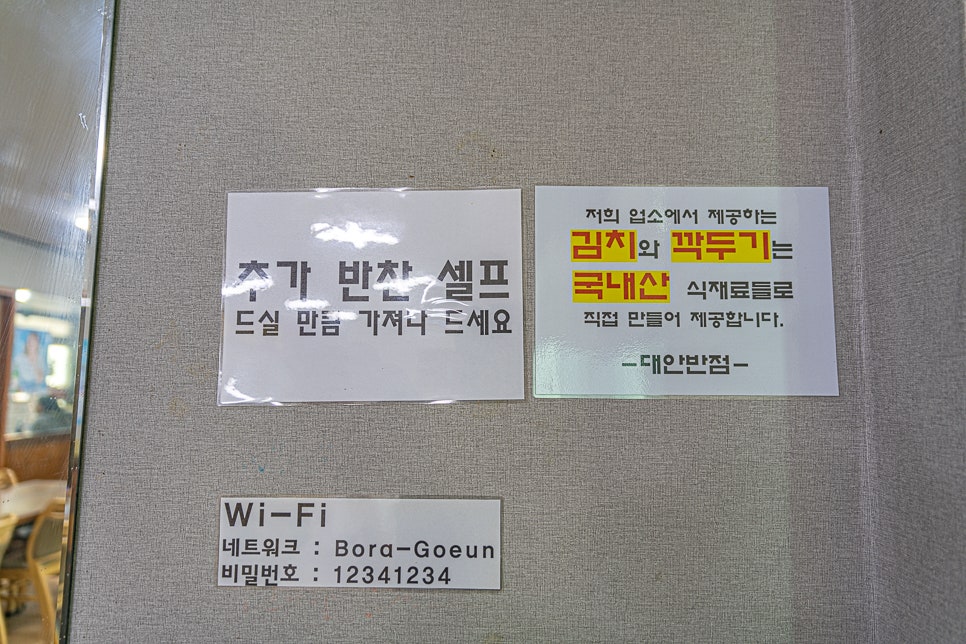 추가 반찬 셀프
드실 만큼 가져다 드세요
저희 업소에서 제공하는
김치와 깍두기는
국내산 식재료들로
직접 만들어 제공합니다.
-대안반점-
Wi-Fi
네트워크 : Bora-Goeun
비밀번호 : 12341234